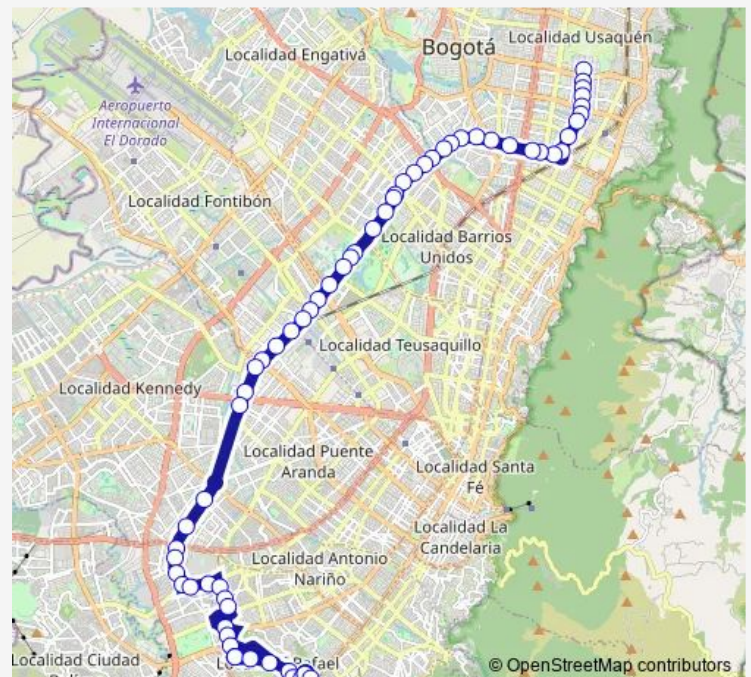 Localidad Usaquén
Bogotá
Localidad Engativá
Aeropuerto
Internacional
El Dorado
Localidad Fontibón
Localidad Barrios
Unidos
Localidad Teusaquillo
Localidad Kennedy
Localidad Puente
Aranda
Localidad Santa
Fé
Localidad La
Candelaria
Localidad Antonio
Nariño
Localidad Ciudad
Rafael
© OpenStreetMap contributors